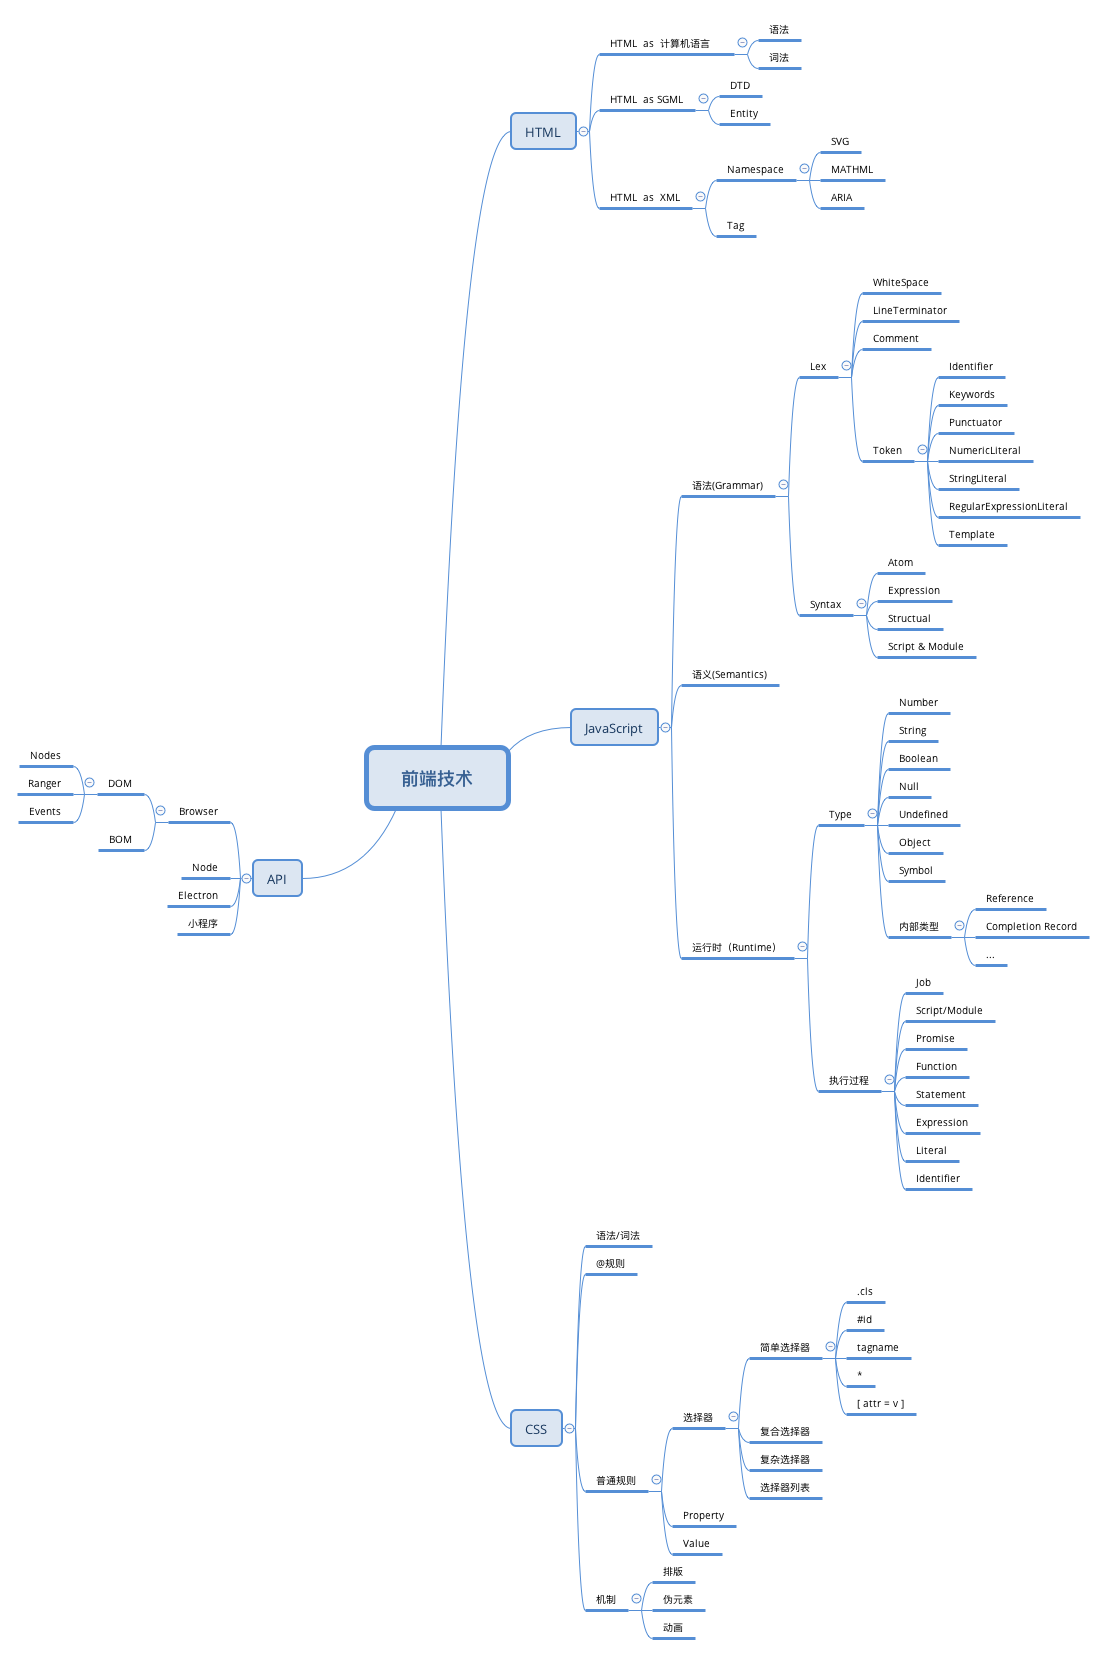 前端技术
HTML
HTML as 计算机语言
语法
词法
HTML as SGML
DTD
Entity
HTML as XML
Namespace
SVG
MATHML
ARIA
Tag
JavaScript
语法(Grammar)
Lex
WhiteSpace
LineTerminator
Comment
Token
Identifier
Keywords
Punctuator
NumericLiteral
StringLiteral
RegularExpressionLiteral
Template
Syntax
Atom
Expression
Structual
Script & Module
语义(Semantics)
运行时（Runtime）
Type
Number
String
Boolean
Null
Undefined
Object
Symbol
内部类型
Reference
Completion Record
...
执行过程
Job
Script/Module
Promise
Function
Statement
Expression
Literal
Identifier
CSS
语法/词法
@规则
普通规则
选择器
简单选择器
.cls
#id
tagname
*
[ attr = v ]
复合选择器
复杂选择器
选择器列表
Property
Value
机制
排版
伪元素
动画
API
Browser
DOM
Nodes
Ranger
Events
BOM
Node
Electron
小程序